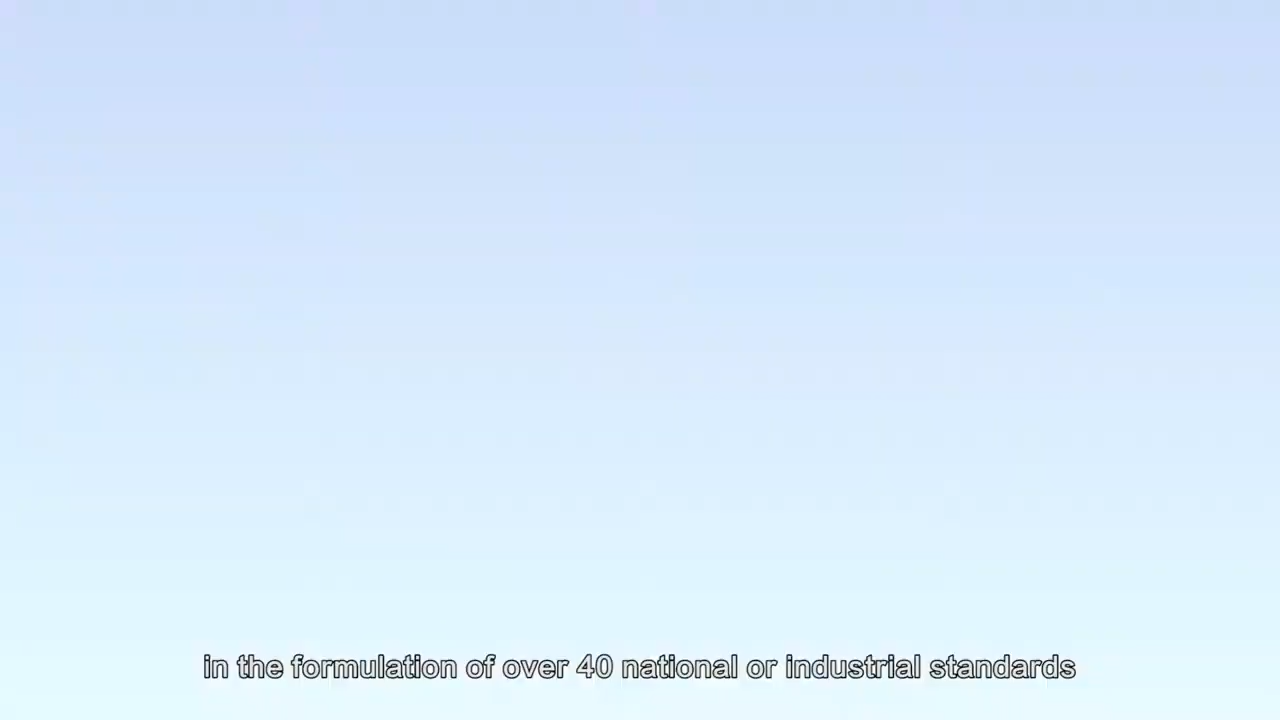 in the formulation of over 40 national or industrial standards